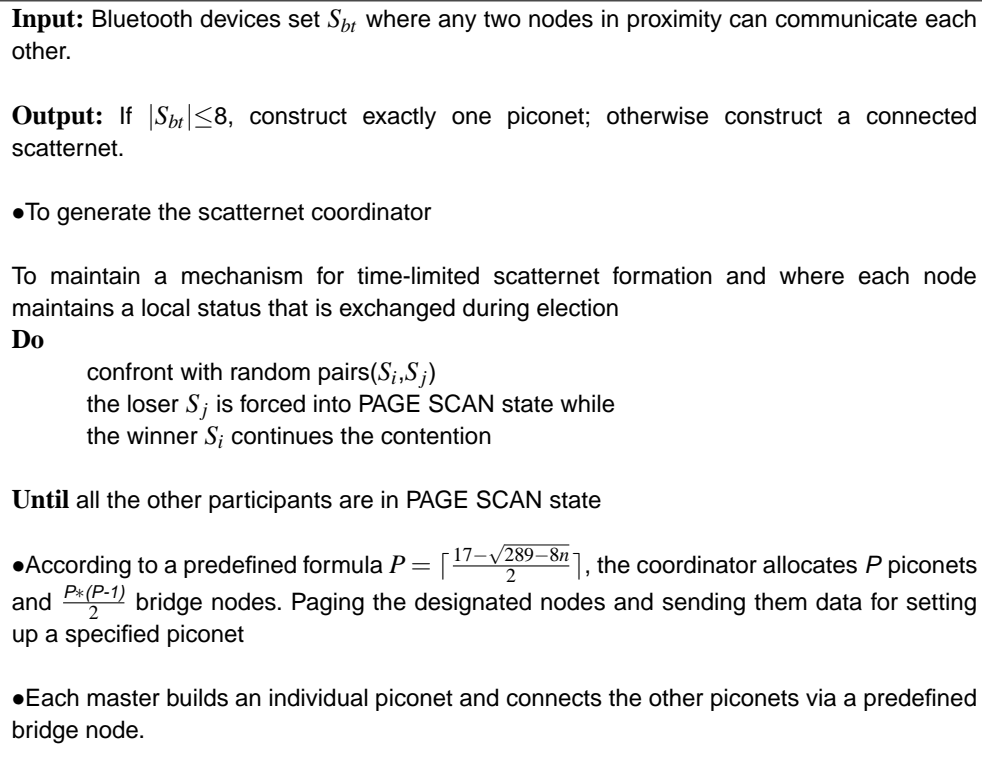 Input: Bluetooth devices set S_bt where any two nodes in proximity can communicate each
other.
Output: If |S_bt|≤8, construct exactly one piconet; otherwise construct a connected
scatternet.
•To generate the scatternet coordinator
To maintain a mechanism for time-limited scatternet formation and where each node
maintains a local status that is exchanged during election
Do
confront with random pairs(S_i,S_j)
the loser S_j is forced into PAGE SCAN state while
the winner S_i continues the contention
Until all the other participants are in PAGE SCAN state
•According to a predefined formula P = ⌈(17−√(289−8n))/2⌉, the coordinator allocates P piconets
and P*(P-1)/2 bridge nodes. Paging the designated nodes and sending them data for setting
up a specified piconet
•Each master builds an individual piconet and connects the other piconets via a predefined
bridge node.